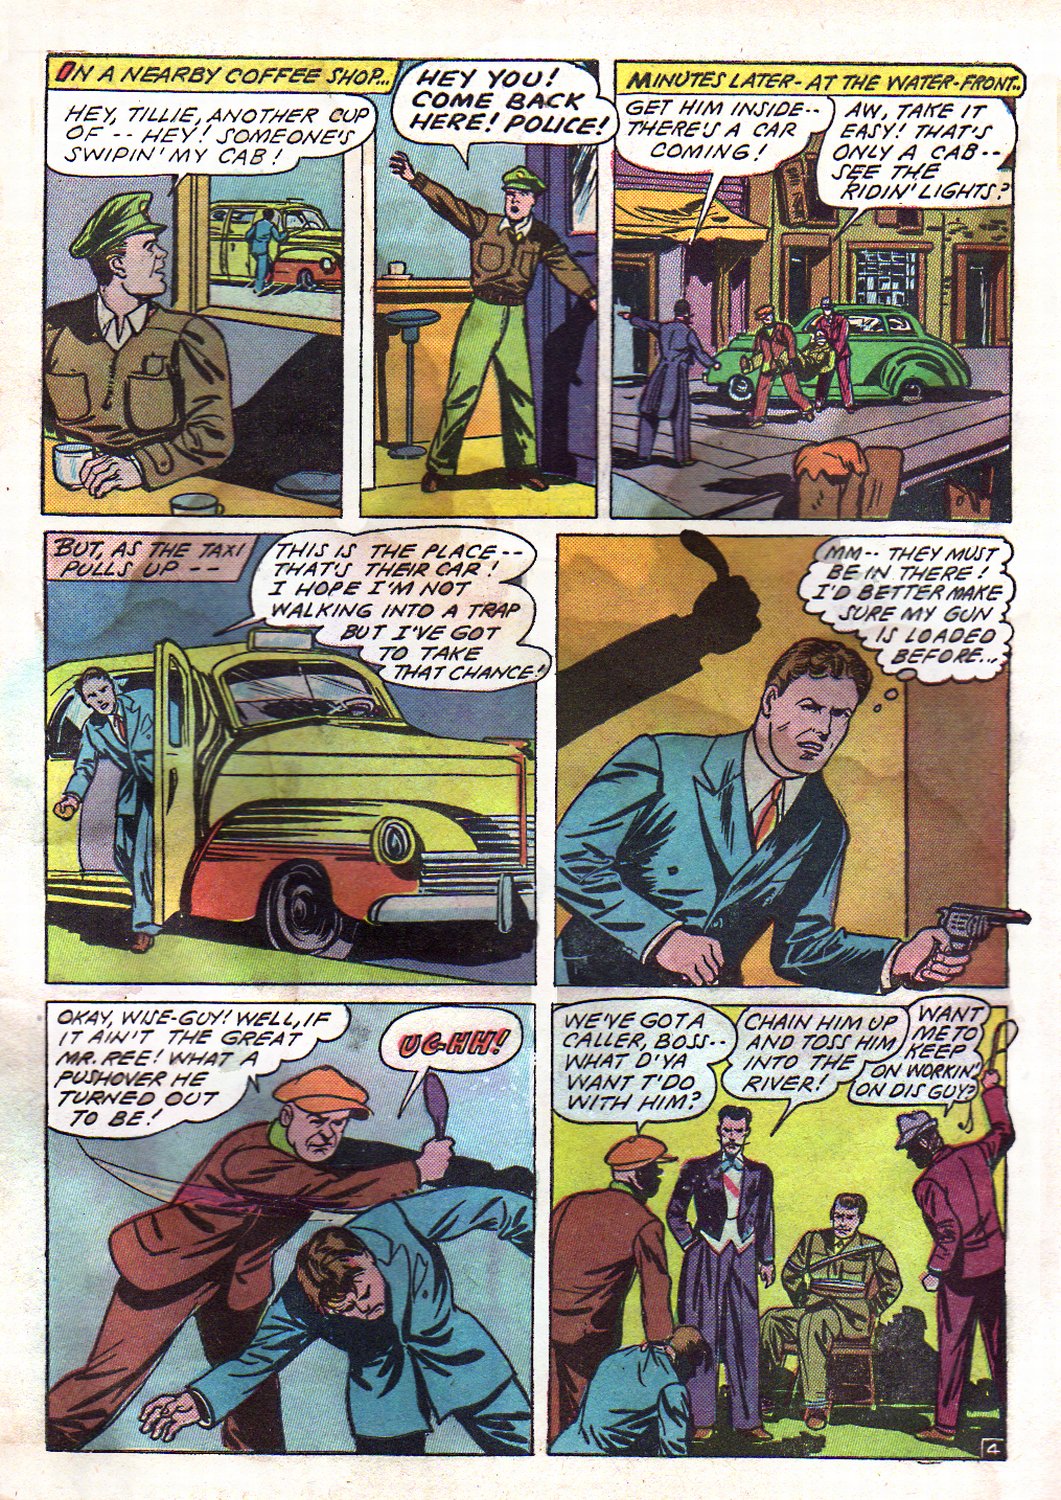 IN A NEARBY COFFEE SHOP...
HEY, TILLIE, ANOTHER CUP
OF -- HEY! SOMEONE'S
SWIPIN' MY CAB!
HEY YOU!
COME BACK
HERE! POLICE!
MINUTES LATER- AT THE WATER-FRONT..
GET HIM INSIDE--
THERE'S A CAR
COMING!
AW, TAKE IT
EASY! THAT'S
ONLY A CAB--
SEE THE
RIDIN' LIGHTS?
BUT, AS THE TAXI
PULLS UP --
THIS IS THE PLACE--
THAT'S THEIR CAR!
I HOPE I'M NOT
WALKING INTO A TRAP
BUT I'VE GOT
TO TAKE
THAT CHANCE!
MM-- THEY MUST
BE IN THERE!
I'D BETTER MAKE
SURE MY GUN
IS LOADED
BEFORE...
OKAY, WISE-GUY! WELL, IF
IT AIN'T THE GREAT
MR. REE! WHAT A
PUSHOVER HE
TURNED OUT
TO BE!
UG-HH!
WE'VE GOT A
CALLER, BOSS--
WHAT D'YA
WANT T'DO
WITH HIM?
CHAIN HIM UP
AND TOSS HIM
INTO THE
RIVER!
WANT
ME TO
KEEP
ON WORKIN'
ON DIS GUY?
4